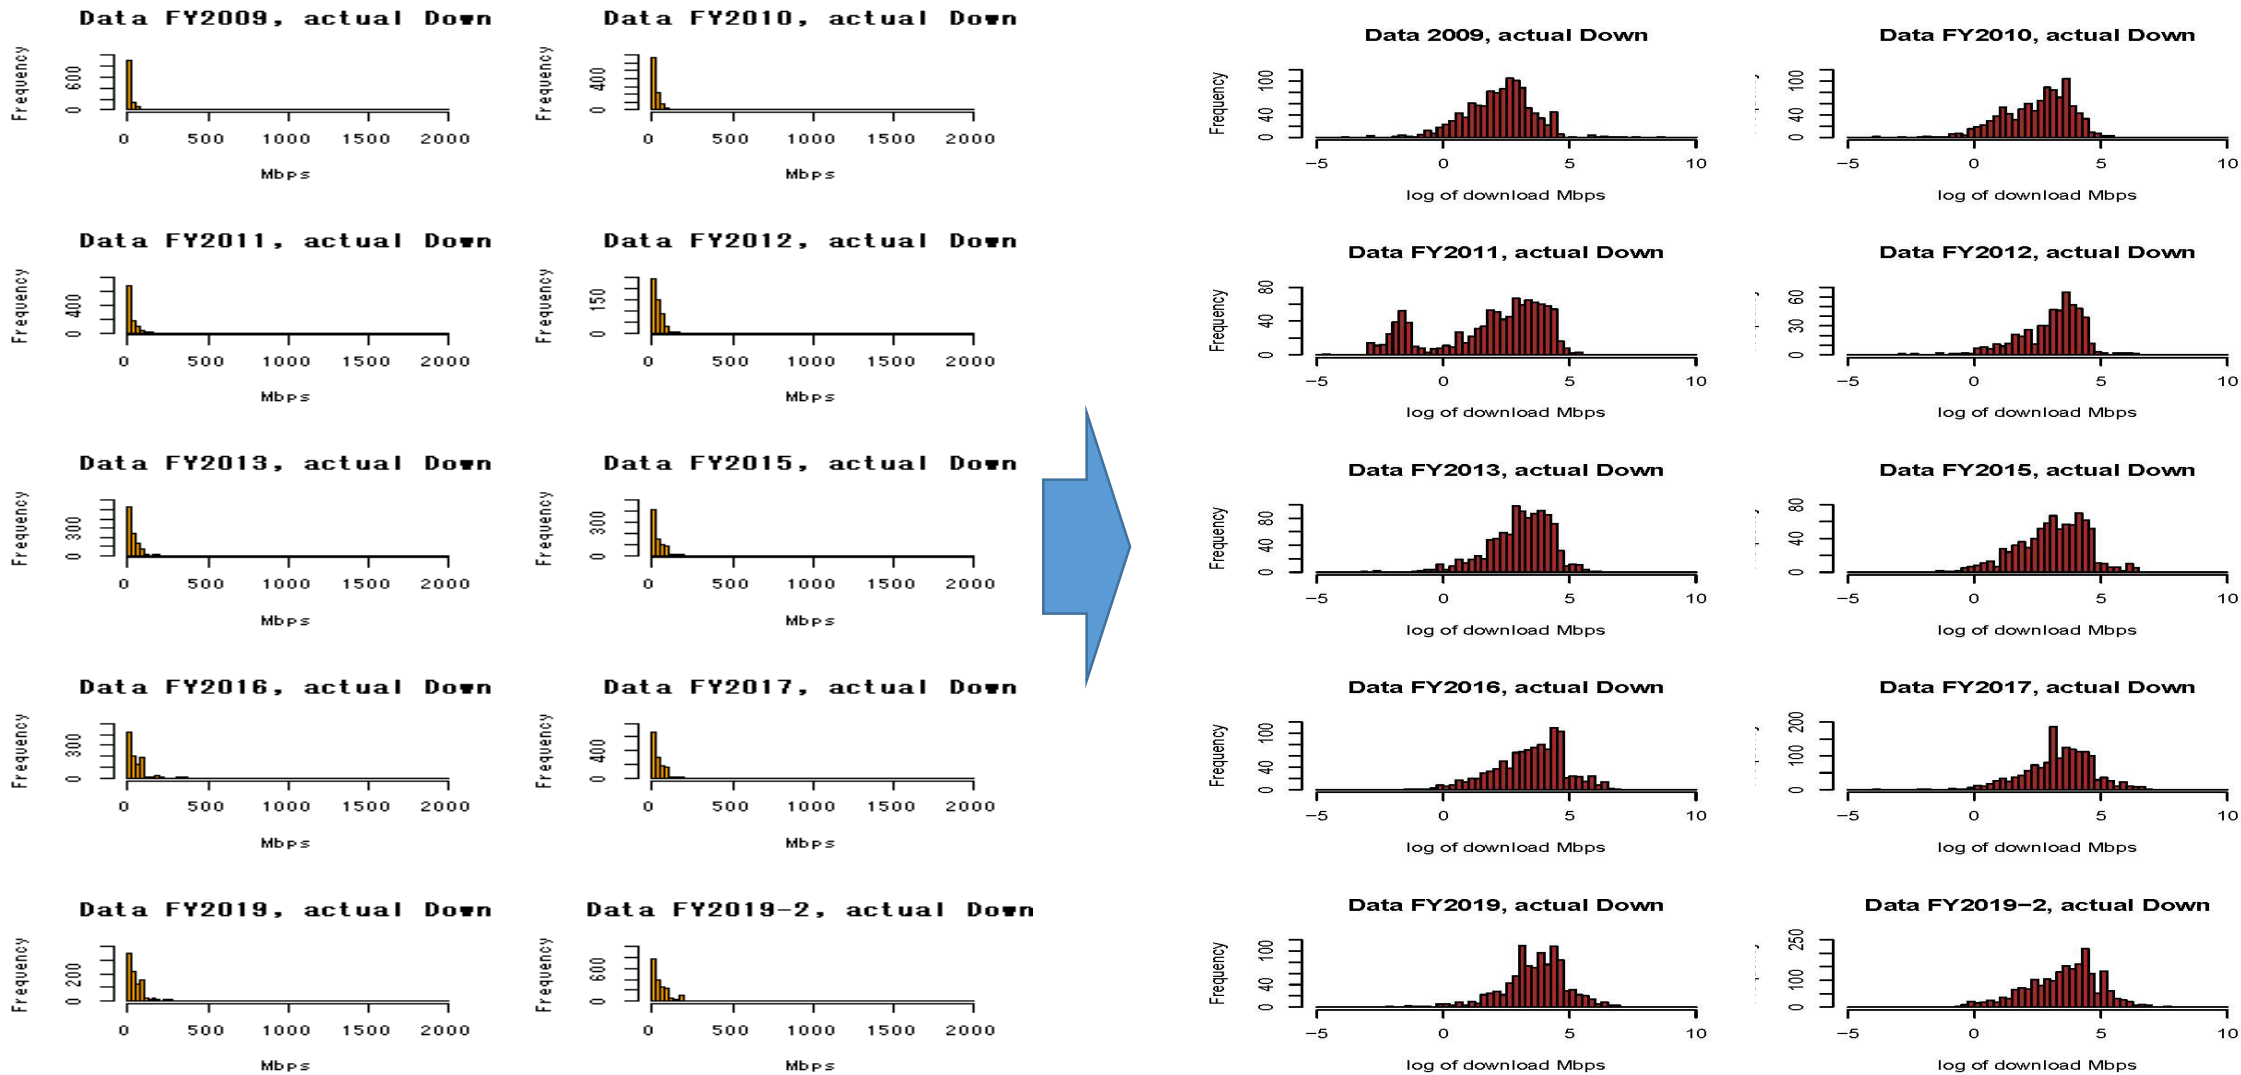 Data FY2009, actual Down
Frequency
0 600
0 500 1000 1500 2000
Mbps
Data FY2010, actual Down
Frequency
0 400
0 500 1000 1500 2000
Mbps
Data FY2011, actual Down
Frequency
0 400
0 500 1000 1500 2000
Mbps
Data FY2012, actual Down
Frequency
0 150
0 500 1000 1500 2000
Mbps
Data FY2013, actual Down
Frequency
0 300
0 500 1000 1500 2000
Mbps
Data FY2015, actual Down
Frequency
0 300
0 500 1000 1500 2000
Mbps
Data FY2016, actual Down
Frequency
0 300
0 500 1000 1500 2000
Mbps
Data FY2017, actual Down
Frequency
0 400
0 500 1000 1500 2000
Mbps
Data FY2019, actual Down
Frequency
0 200
0 500 1000 1500 2000
Mbps
Data FY2019-2, actual Down
Frequency
0 600
0 500 1000 1500 2000
Mbps
Data 2009, actual Down
Frequency
0 40 100
−5 0 5 10
log of download Mbps
Data FY2010, actual Down
0 40 100
−5 0 5 10
log of download Mbps
Data FY2011, actual Down
Frequency
0 40 80
−5 0 5 10
log of download Mbps
Data FY2012, actual Down
0 30 60
−5 0 5 10
log of download Mbps
Data FY2013, actual Down
Frequency
0 40 80
−5 0 5 10
log of download Mbps
Data FY2015, actual Down
0 40 80
−5 0 5 10
log of download Mbps
Data FY2016, actual Down
Frequency
0 40 100
−5 0 5 10
log of download Mbps
Data FY2017, actual Down
0 100 200
−5 0 5 10
log of download Mbps
Data FY2019, actual Down
Frequency
0 40 100
−5 0 5 10
log of download Mbps
Data FY2019−2, actual Down
0 100 250
−5 0 5 10
log of download Mbps